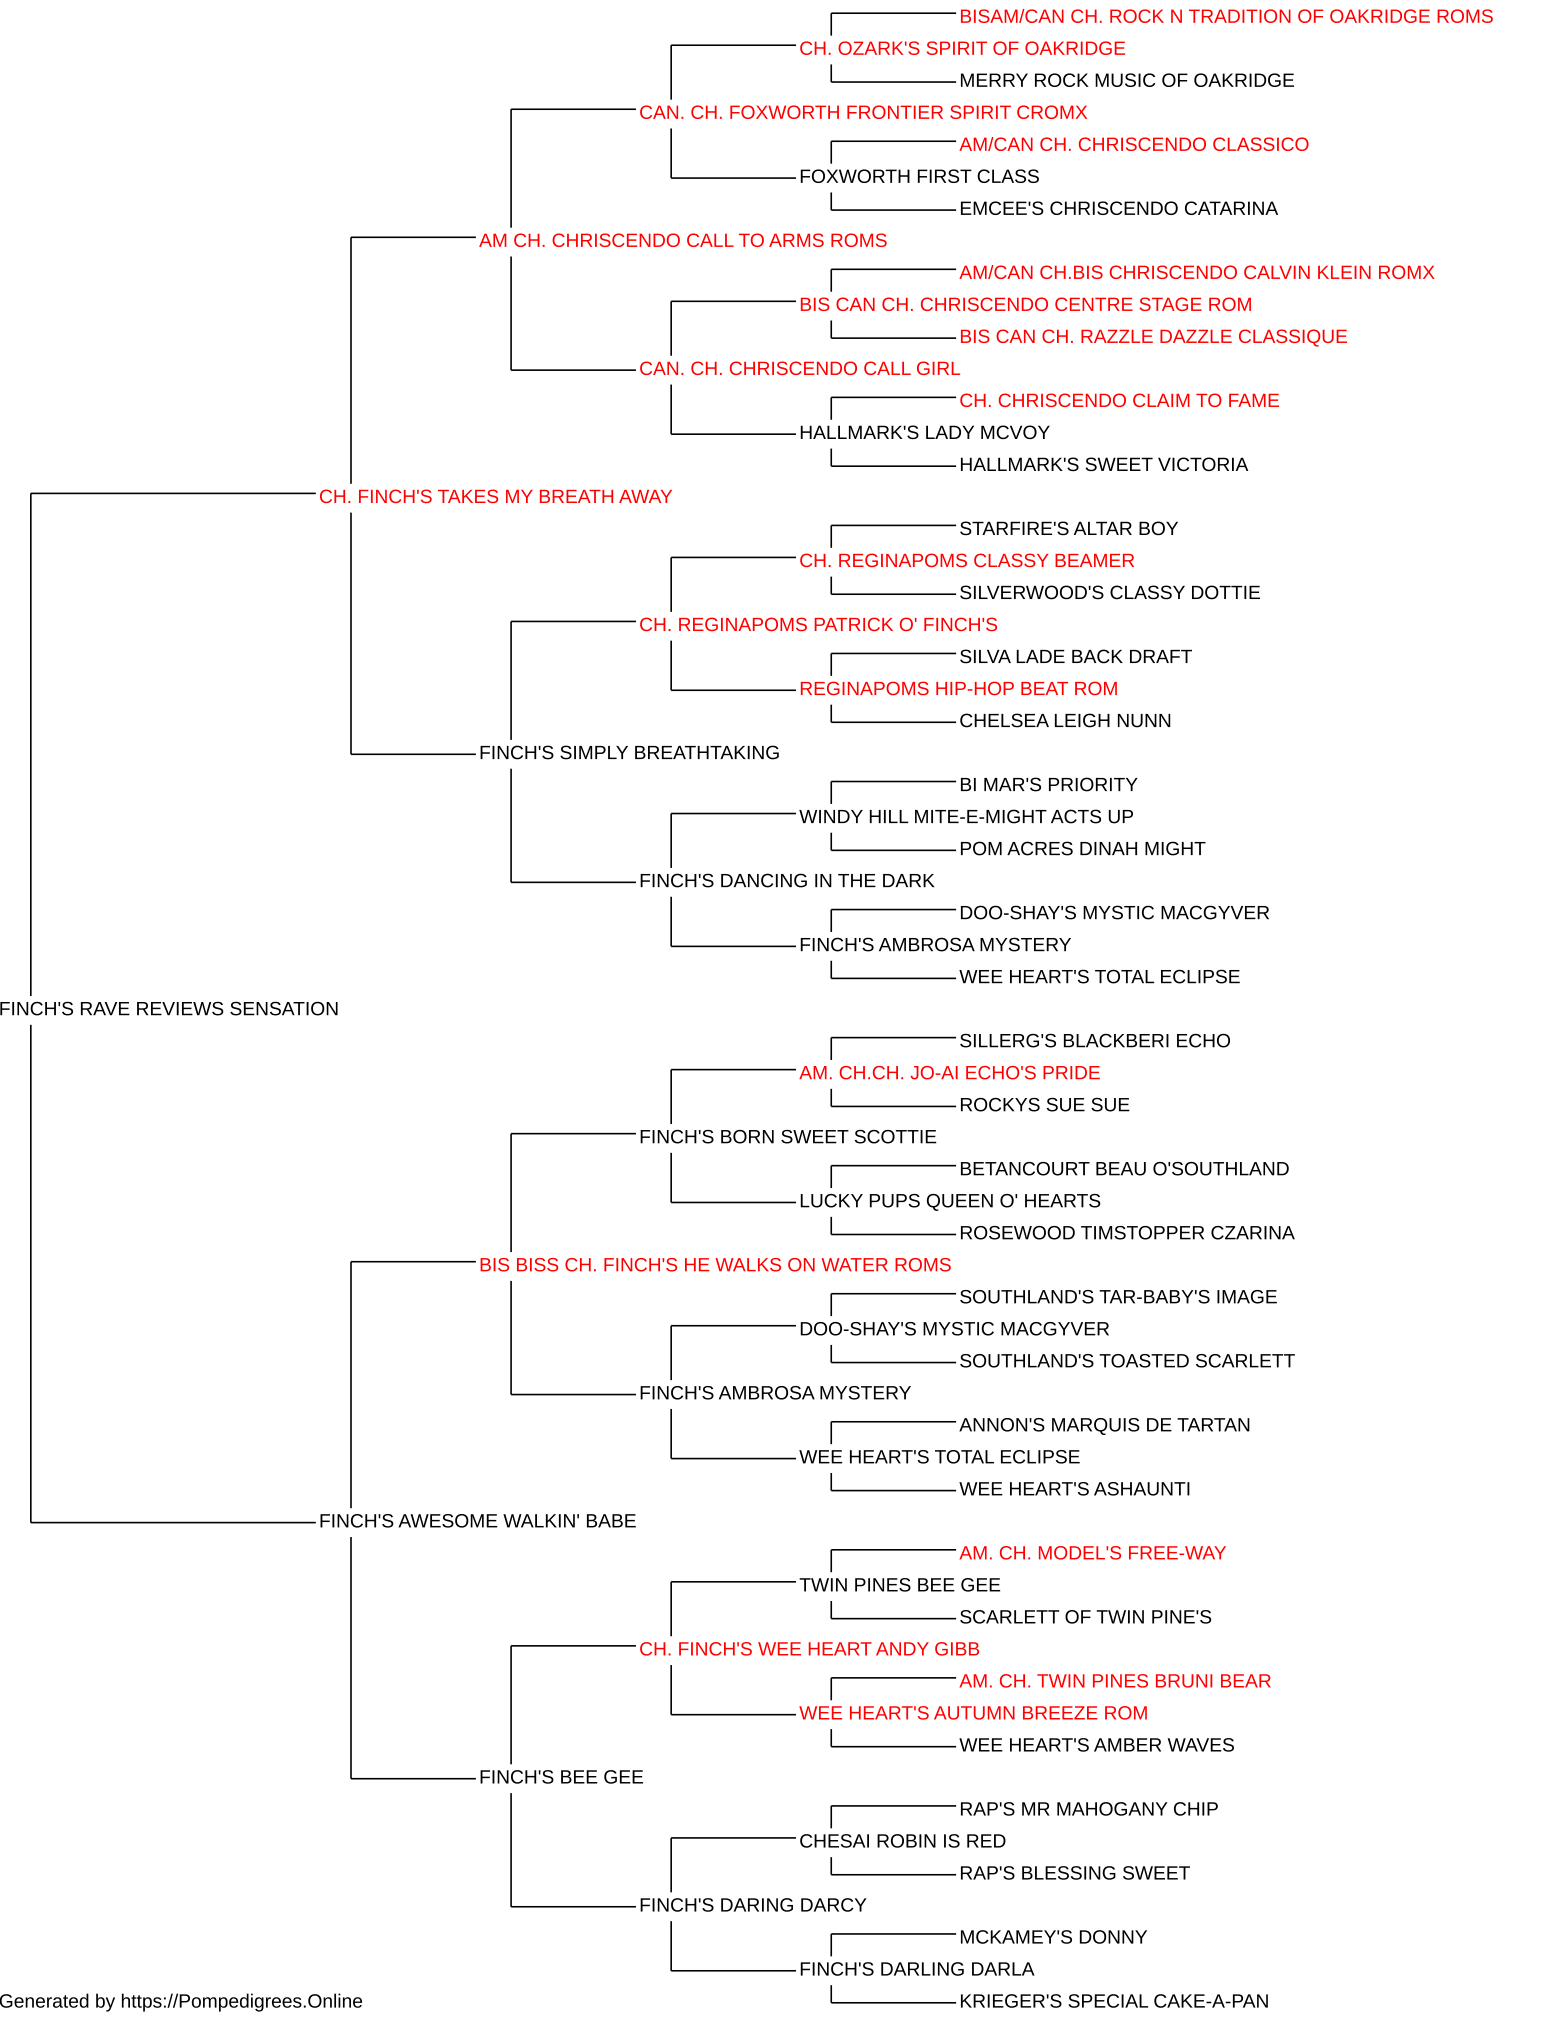 BISAM/CAN CH. ROCK N TRADITION OF OAKRIDGE ROMS
CH. OZARK'S SPIRIT OF OAKRIDGE
MERRY ROCK MUSIC OF OAKRIDGE
CAN. CH. FOXWORTH FRONTIER SPIRIT CROMX
AM/CAN CH. CHRISCENDO CLASSICO
FOXWORTH FIRST CLASS
EMCEE'S CHRISCENDO CATARINA
AM CH. CHRISCENDO CALL TO ARMS ROMS
AM/CAN CH.BIS CHRISCENDO CALVIN KLEIN ROMX
BIS CAN CH. CHRISCENDO CENTRE STAGE ROM
BIS CAN CH. RAZZLE DAZZLE CLASSIQUE
CAN. CH. CHRISCENDO CALL GIRL
CH. CHRISCENDO CLAIM TO FAME
HALLMARK'S LADY MCVOY
HALLMARK'S SWEET VICTORIA
CH. FINCH'S TAKES MY BREATH AWAY
STARFIRE'S ALTAR BOY
CH. REGINAPOMS CLASSY BEAMER
SILVERWOOD'S CLASSY DOTTIE
CH. REGINAPOMS PATRICK O' FINCH'S
SILVA LADE BACK DRAFT
REGINAPOMS HIP-HOP BEAT ROM
CHELSEA LEIGH NUNN
FINCH'S SIMPLY BREATHTAKING
BI MAR'S PRIORITY
WINDY HILL MITE-E-MIGHT ACTS UP
POM ACRES DINAH MIGHT
FINCH'S DANCING IN THE DARK
DOO-SHAY'S MYSTIC MACGYVER
FINCH'S AMBROSA MYSTERY
WEE HEART'S TOTAL ECLIPSE
FINCH'S RAVE REVIEWS SENSATION
SILLERG'S BLACKBERI ECHO
AM. CH.CH. JO-AI ECHO'S PRIDE
ROCKYS SUE SUE
FINCH'S BORN SWEET SCOTTIE
BETANCOURT BEAU O'SOUTHLAND
LUCKY PUPS QUEEN O' HEARTS
ROSEWOOD TIMSTOPPER CZARINA
BIS BISS CH. FINCH'S HE WALKS ON WATER ROMS
SOUTHLAND'S TAR-BABY'S IMAGE
DOO-SHAY'S MYSTIC MACGYVER
SOUTHLAND'S TOASTED SCARLETT
FINCH'S AMBROSA MYSTERY
ANNON'S MARQUIS DE TARTAN
WEE HEART'S TOTAL ECLIPSE
WEE HEART'S ASHAUNTI
FINCH'S AWESOME WALKIN' BABE
AM. CH. MODEL'S FREE-WAY
TWIN PINES BEE GEE
SCARLETT OF TWIN PINE'S
CH. FINCH'S WEE HEART ANDY GIBB
AM. CH. TWIN PINES BRUNI BEAR
WEE HEART'S AUTUMN BREEZE ROM
WEE HEART'S AMBER WAVES
FINCH'S BEE GEE
RAP'S MR MAHOGANY CHIP
CHESAI ROBIN IS RED
RAP'S BLESSING SWEET
FINCH'S DARING DARCY
MCKAMEY'S DONNY
FINCH'S DARLING DARLA
KRIEGER'S SPECIAL CAKE-A-PAN
Generated by https://Pompedigrees.Online